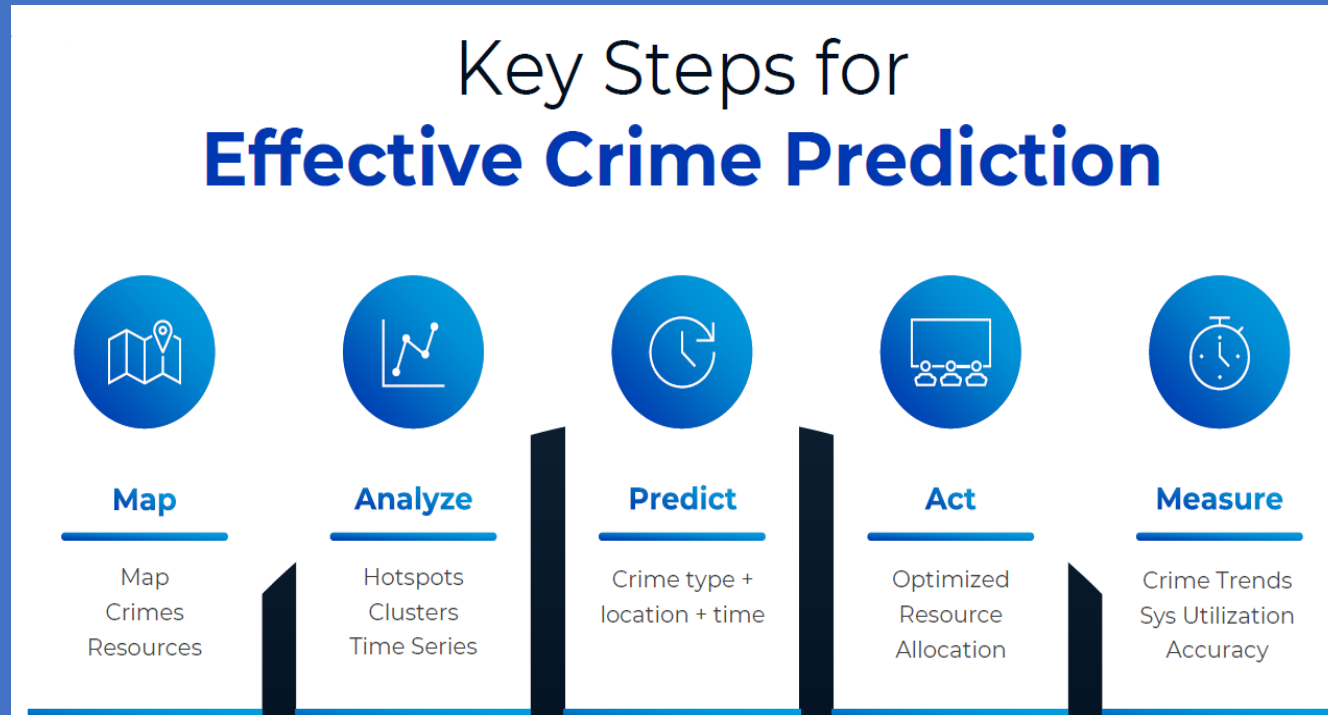 Key Steps for
Effective Crime Prediction
Map
Map
Crimes
Resources
Analyze
Hotspots
Clusters
Time Series
Predict
Crime type +
location + time
Act
Optimized
Resource
Allocation
Measure
Crime Trends
Sys Utilization
Accuracy